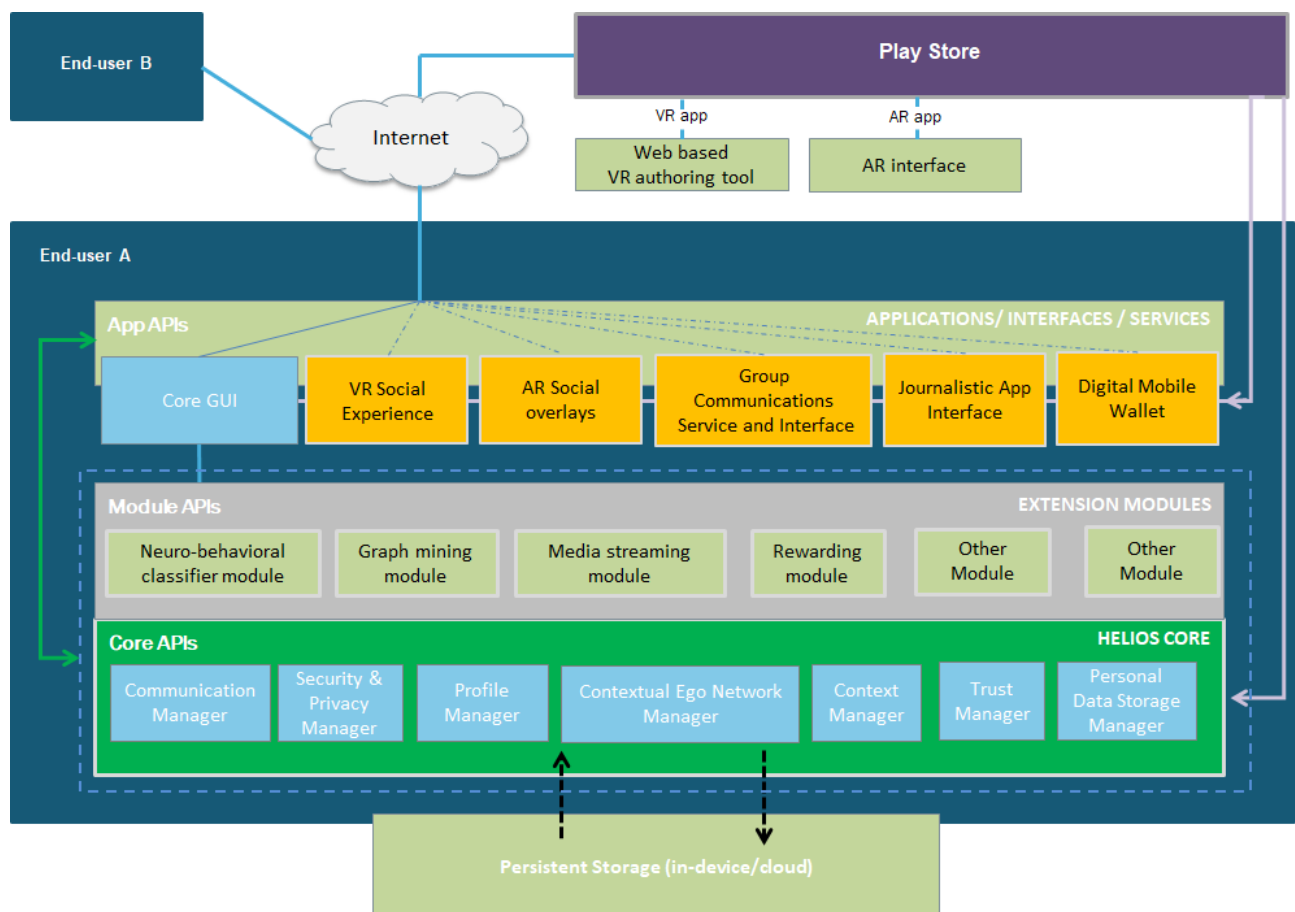 End-user B
Play Store
Internet
VR app
AR app
Web based
VR authoring tool
AR interface
End-user A
App APIs
APPLICATIONS/ INTERFACES / SERVICES
Core GUI
VR Social
Experience
AR Social
overlays
Group
Communications
Service and Interface
Journalistic App
Interface
Digital Mobile
Wallet
Module APIs
EXTENSION MODULES
Neuro-behavioral
classifier module
Graph mining
module
Media streaming
module
Rewarding
module
Other
Module
Other
Module
Core APIs
HELIOS CORE
Communication
Manager
Security &
Privacy
Manager
Profile
Manager
Contextual Ego Network
Manager
Context
Manager
Trust
Manager
Personal
Data Storage
Manager
Persistent Storage (in-device/cloud)